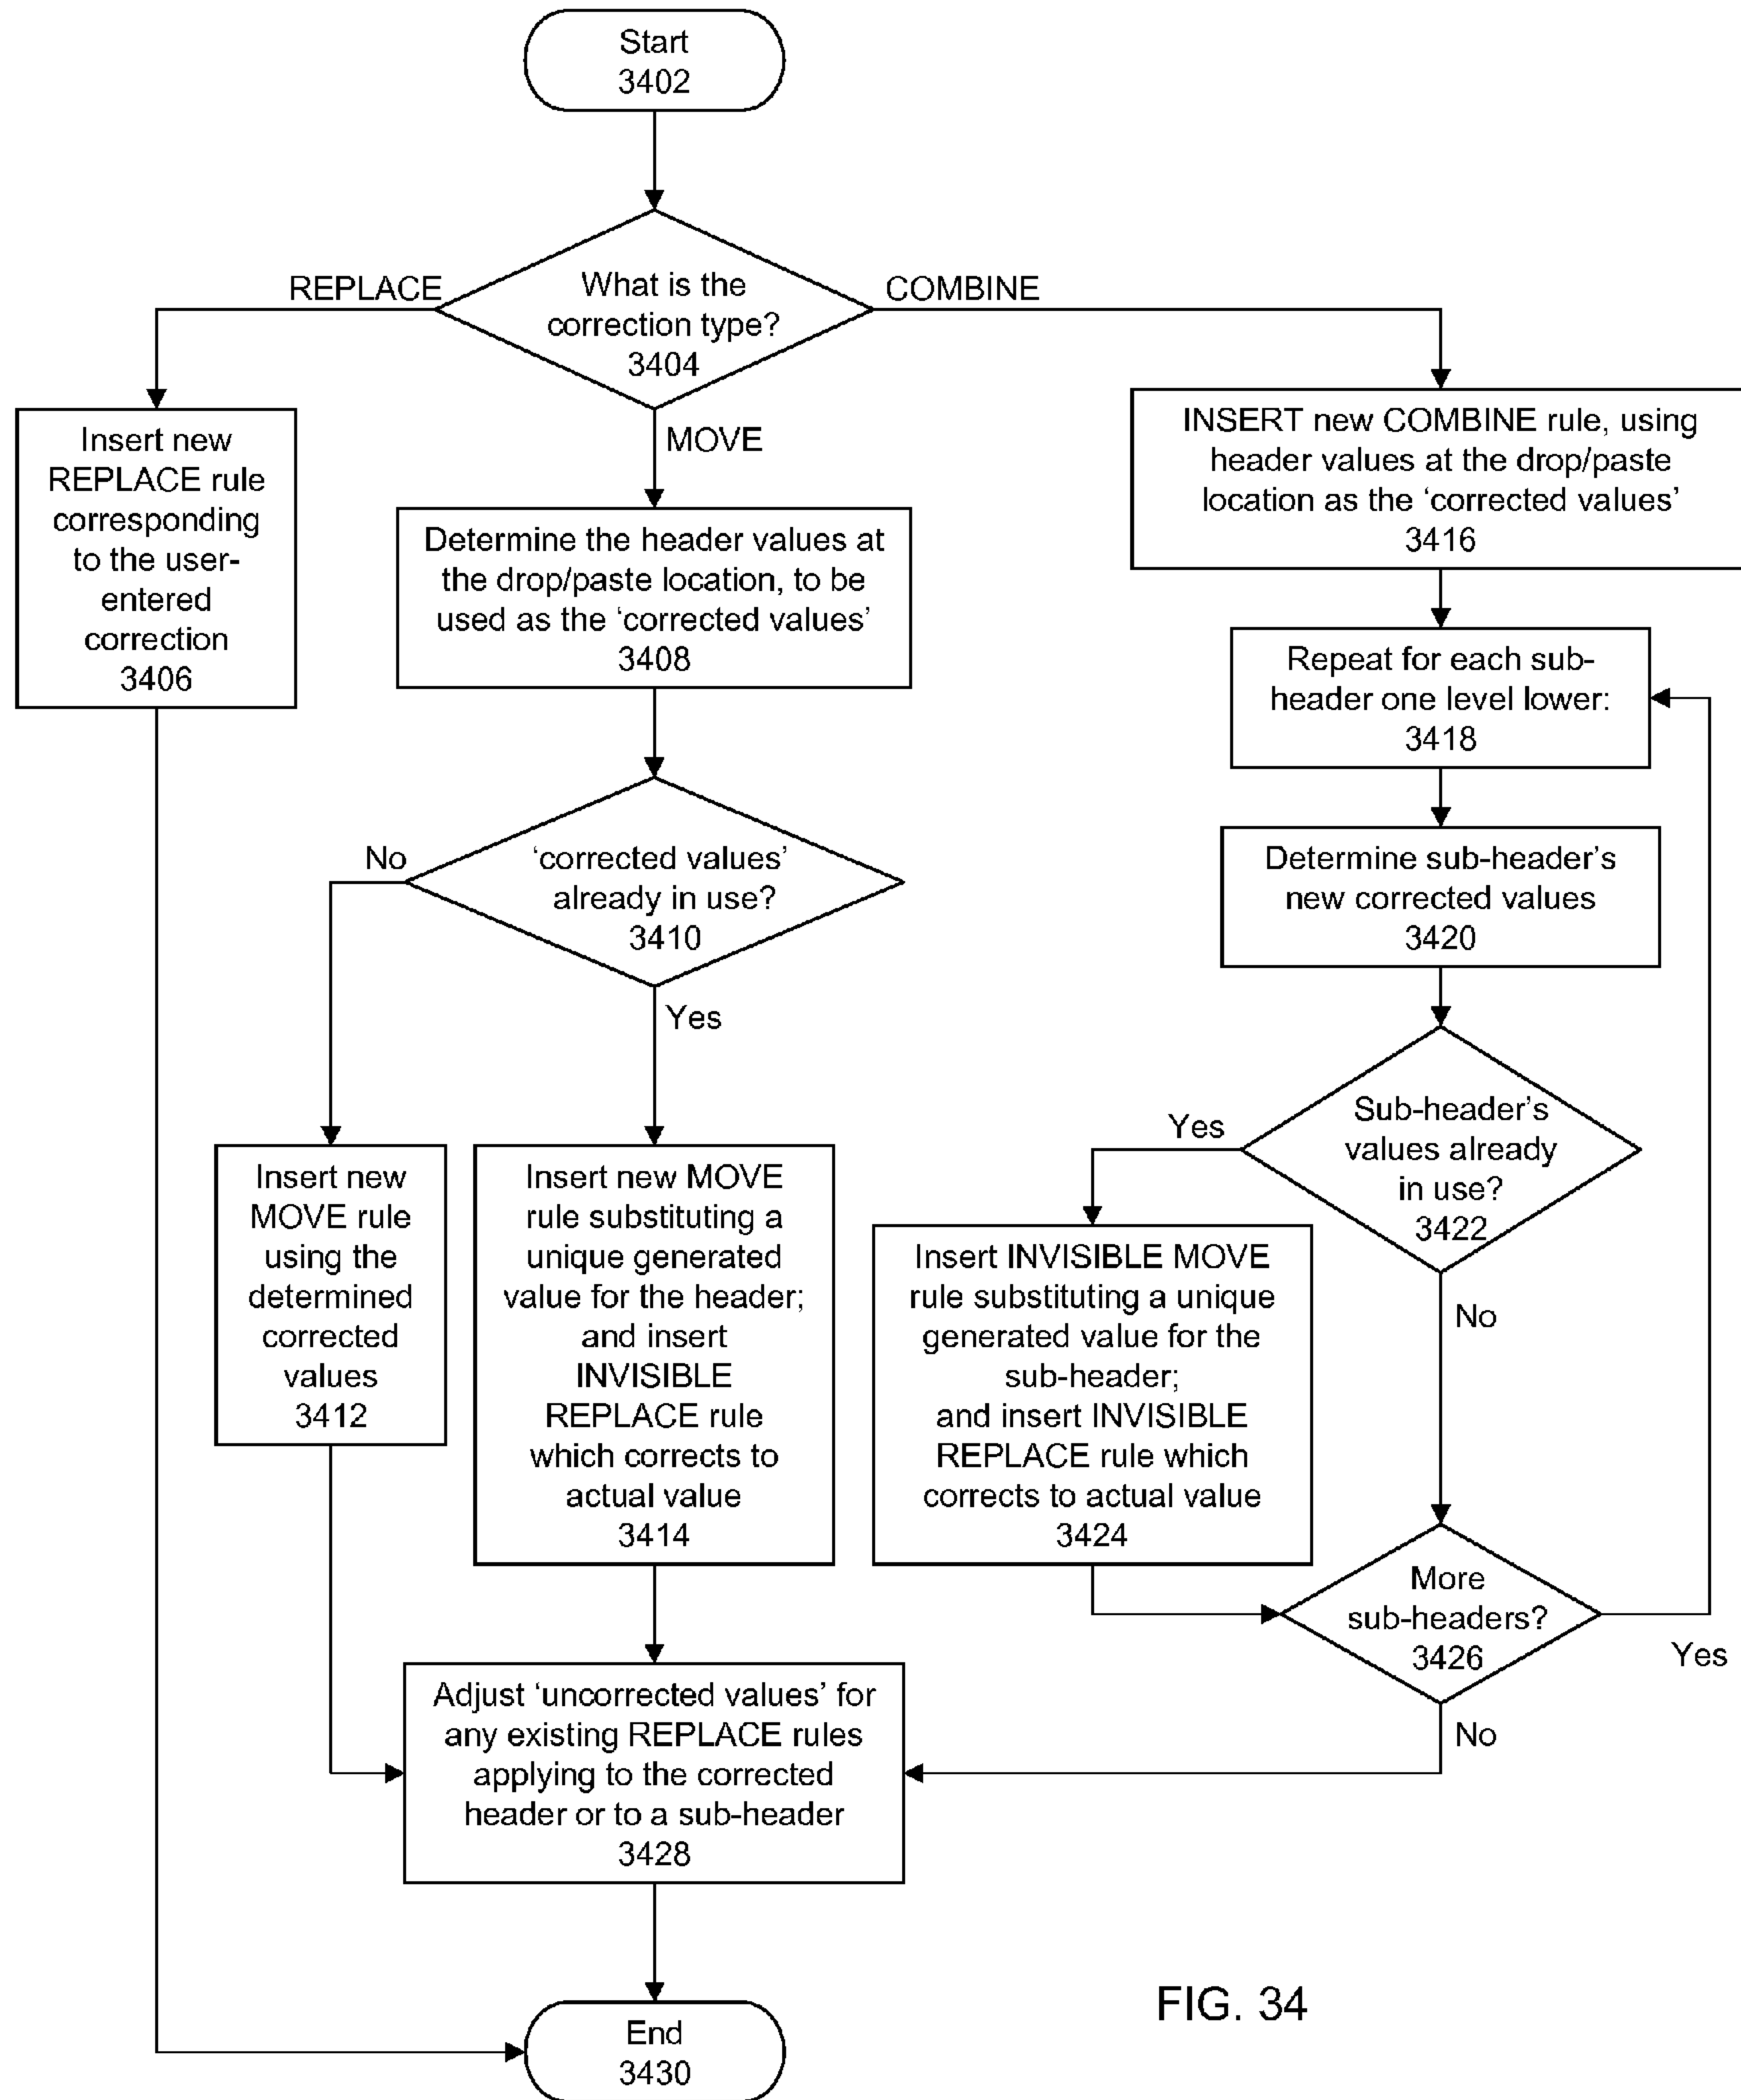 Start
3402
What is the
correction type?
3404
REPLACE
COMBINE
MOVE
Insert new
REPLACE rule
corresponding
to the user-
entered
correction
3406
Determine the header values at
the drop/paste location, to be
used as the ‘corrected values’
3408
INSERT new COMBINE rule, using
header values at the drop/paste
location as the ‘corrected values’
3416
Repeat for each sub-
header one level lower:
3418
‘corrected values’
already in use?
3410
No
Yes
Determine sub-header’s
new corrected values
3420
Sub-header’s
values already
in use?
3422
Yes
No
Insert new
MOVE rule
using the
determined
corrected
values
3412
Insert new MOVE
rule substituting a
unique generated
value for the header;
and insert
INVISIBLE
REPLACE rule
which corrects to
actual value
3414
Insert INVISIBLE MOVE
rule substituting a unique
generated value for the
sub-header;
and insert INVISIBLE
REPLACE rule which
corrects to actual value
3424
More
sub-headers?
3426
Yes
No
Adjust ‘uncorrected values’ for
any existing REPLACE rules
applying to the corrected
header or to a sub-header
3428
End
3430
FIG. 34